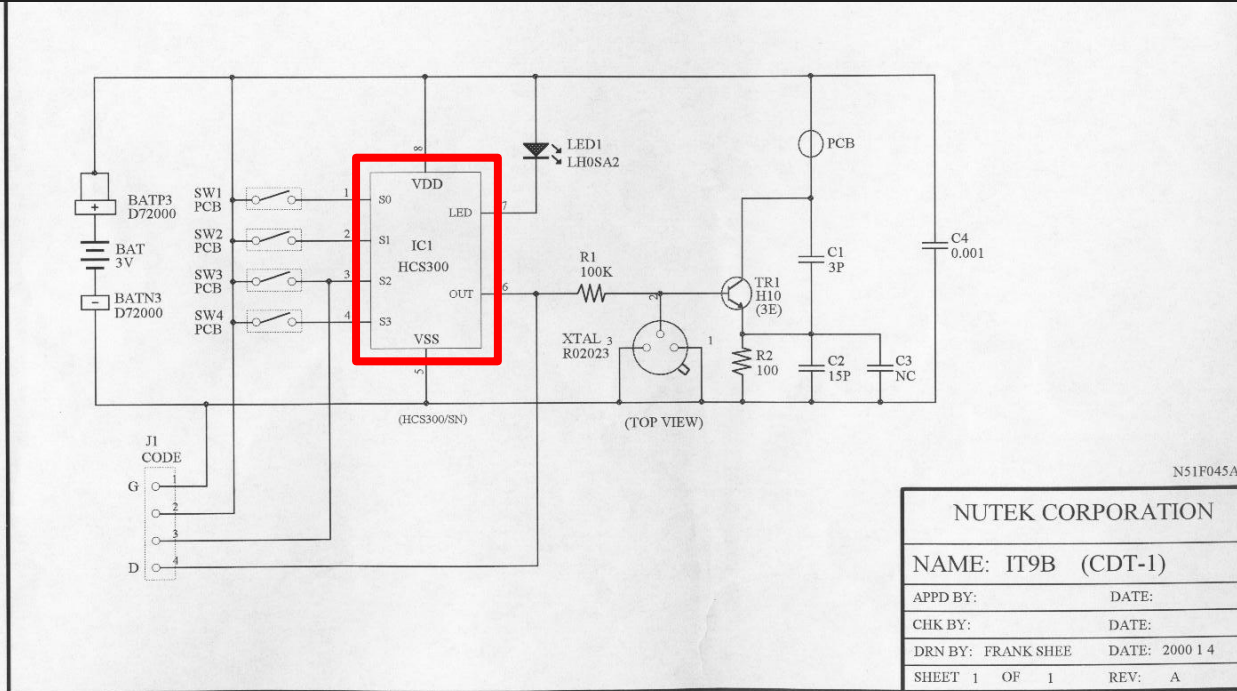 8
VDD
LED1
LH0SA2
PCB
BATP3
D72000
+
BAT
3V
-
BATN3
D72000
SW1
PCB
1
S0
SW2
PCB
2
S1
SW3
PCB
3
S2
SW4
PCB
4
S3
LED
7
IC1
HCS300
OUT
6
VSS
5
(HCS300/SN)
R1
100K
2
XTAL
R02023
3
1
(TOP VIEW)
TR1
H10
(3E)
R2
100
C1
3P
C2
15P
C3
NC
C4
0.001
J1
CODE
G
1
2
3
D
4
N51F045A
NUTEK CORPORATION
NAME: IT9B (CDT-1)
APPD BY: DATE:
CHK BY: DATE:
DRN BY: FRANK SHEE DATE: 2000 1 4
SHEET 1 OF 1 REV: A